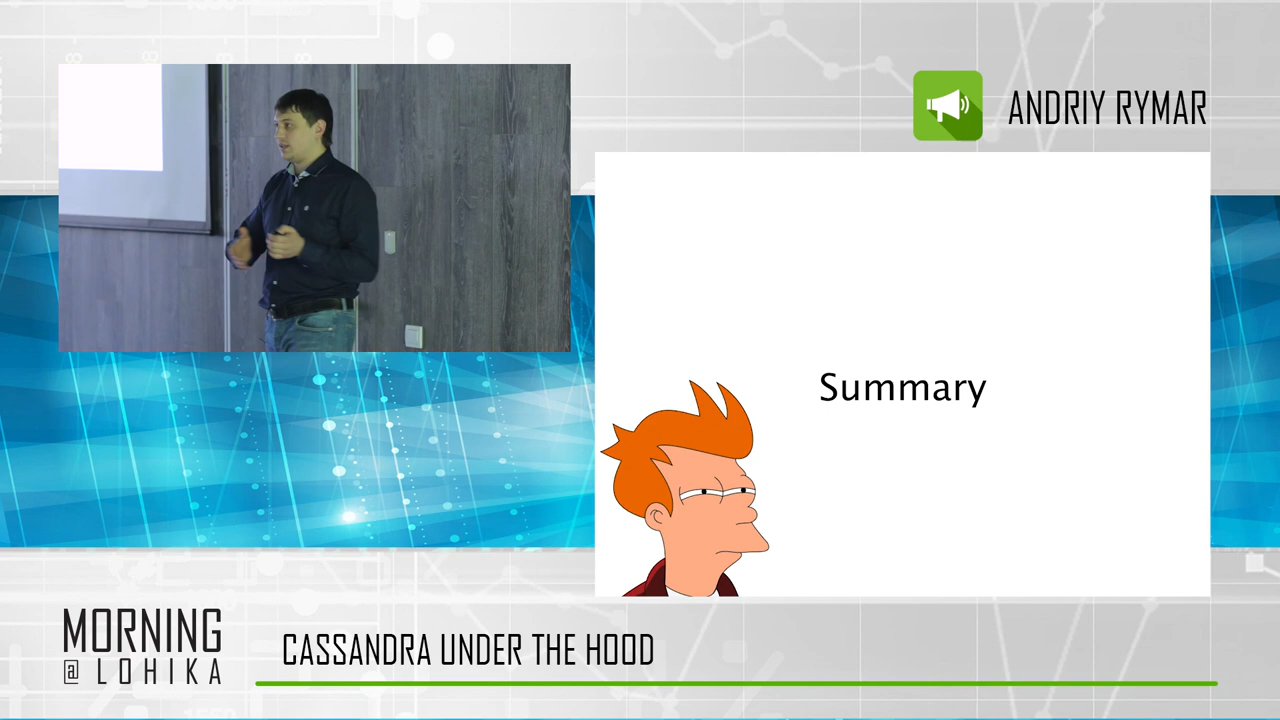 ANDRIY RYMAR
Summary
MORNING
@ LOHIKA
CASSANDRA UNDER THE HOOD